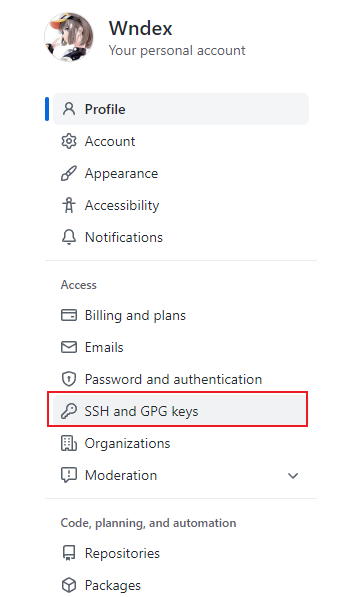 Wndex
Your personal account
Profile
Account
Appearance
Accessibility
Notifications
Access
Billing and plans
Emails
Password and authentication
SSH and GPG keys
Organizations
Moderation
Code, planning, and automation
Repositories
Packages